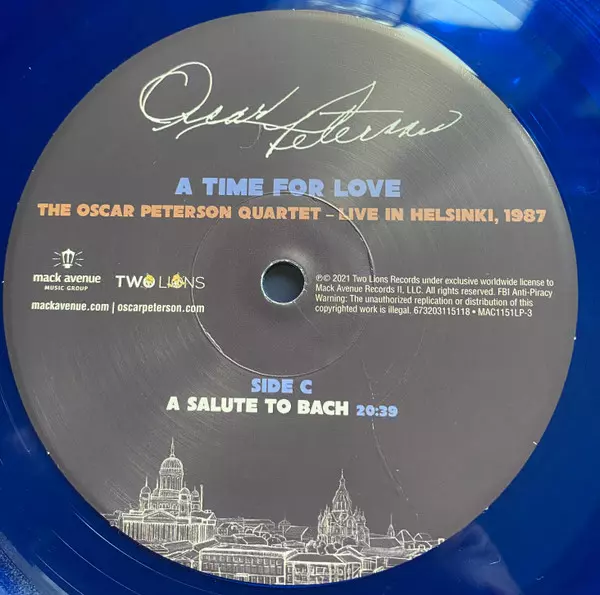 Oscar Peterson
A TIME FOR LOVE
THE OSCAR PETERSON QUARTET – LIVE IN HELSINKI, 1987
mack avenue
MUSIC GROUP
TWO LIONS
mackavenue.com | oscarpeterson.com
℗© 2021 Two Lions Records under exclusive worldwide license to
Mack Avenue Records II, LLC. All rights reserved. FBI Anti-Piracy
Warning: The unauthorized replication or distribution of this
copyrighted work is illegal. 673203115118 • MAC1151LP-3
SIDE C
A SALUTE TO BACH 20:39